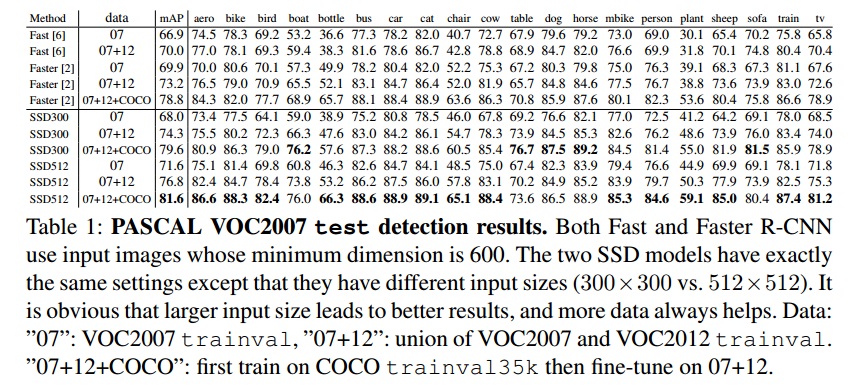 Method data mAP aero bike bird boat bottle bus car cat chair cow table dog horse mbike person plant sheep sofa train tv
Fast [6] 07 66.9 74.5 78.3 69.2 53.2 36.6 77.3 78.2 82.0 40.7 72.7 67.9 79.6 79.2 73.0 69.0 30.1 65.4 70.2 75.8 65.8
Fast [6] 07+12 70.0 77.0 78.1 69.3 59.4 38.3 81.6 78.6 86.7 42.8 78.8 68.9 84.7 82.0 76.6 69.9 31.8 70.1 74.8 80.4 70.4
Faster [2] 07 69.9 70.0 80.6 70.1 57.3 49.9 78.2 80.4 82.0 52.2 75.3 67.2 80.3 79.8 75.0 76.3 39.1 68.3 67.3 81.1 67.6
Faster [2] 07+12 73.2 76.5 79.0 70.9 65.5 52.1 83.1 84.7 86.4 52.0 81.9 65.7 84.8 84.6 77.5 76.7 38.8 73.6 73.9 83.0 72.6
Faster [2] 07+12+COCO 78.8 84.3 82.0 77.7 68.9 65.7 88.1 88.4 88.9 63.6 86.3 70.8 85.9 87.6 80.1 82.3 53.6 80.4 75.8 86.6 78.9
SSD300 07 68.0 73.4 77.5 64.1 59.0 38.9 75.2 80.8 78.5 46.0 67.8 69.2 76.6 82.1 77.0 72.5 41.2 64.2 69.1 78.0 68.5
SSD300 07+12 74.3 75.5 80.2 72.3 66.3 47.6 83.0 84.2 86.1 54.7 78.3 73.9 84.5 85.3 82.6 76.2 48.6 73.9 76.0 83.4 74.0
SSD300 07+12+COCO 79.6 80.9 86.3 79.0 76.2 57.6 87.3 88.2 88.6 60.5 85.4 76.7 87.5 89.2 84.5 81.4 55.0 81.9 81.5 85.9 78.9
SSD512 07 71.6 75.1 81.4 69.8 60.8 46.3 82.6 84.7 84.1 48.5 75.0 67.4 82.3 83.9 79.4 76.6 44.9 69.9 69.1 78.1 71.8
SSD512 07+12 76.8 82.4 84.7 78.4 73.8 53.2 86.2 87.5 86.0 57.8 83.1 70.2 84.9 85.2 83.9 79.7 50.3 77.9 73.9 82.5 75.3
SSD512 07+12+COCO 81.6 86.6 88.3 82.4 76.0 66.3 88.6 88.9 89.1 65.1 88.4 73.6 86.5 88.9 85.3 84.6 59.1 85.0 80.4 87.4 81.2
Table 1: PASCAL VOC2007 test detection results. Both Fast and Faster R-CNN
use input images whose minimum dimension is 600. The two SSD models have exactly
the same settings except that they have different input sizes (300×300 vs. 512×512). It
is obvious that larger input size leads to better results, and more data always helps. Data:
”07”: VOC2007 trainval, ”07+12”: union of VOC2007 and VOC2012 trainval.
”07+12+COCO”: first train on COCO trainval35k then fine-tune on 07+12.